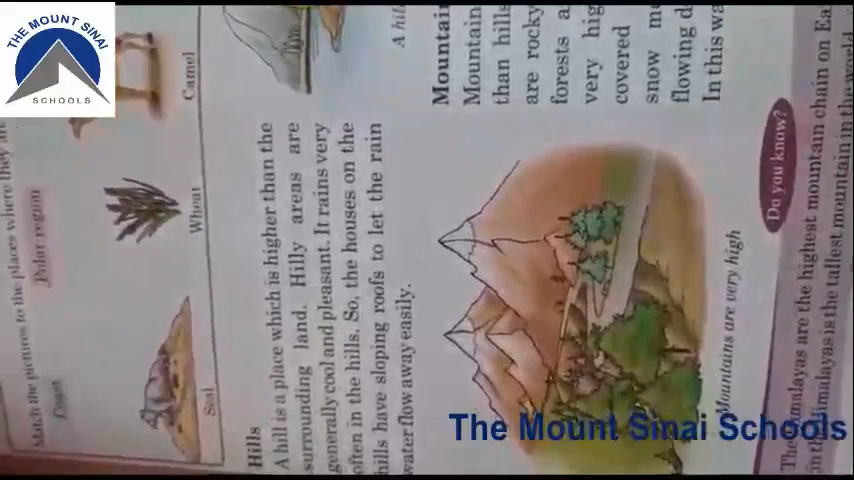 THE MOUNT SINAI
SCHOOLS
Match the pictures to the places where they are
Polar region
Camel
Wheat
Seal
Hills
A hill is a place which is higher than the
surrounding land. Hilly areas are
generally cool and pleasant. It rains very
often in the hills. So, the houses on the
hills have sloping roofs to let the rain
water flow away easily.
A hill
Mountain
Mountain
than hills
are rocky
forests a
very hig
covered
snow m
flowing d
In this wa
Mountains are very high
Do you know?
The Himalayas are the highest mountain chain on Ea
in the Himalayas is the tallest mountain in the world
The Mount Sinai Schools